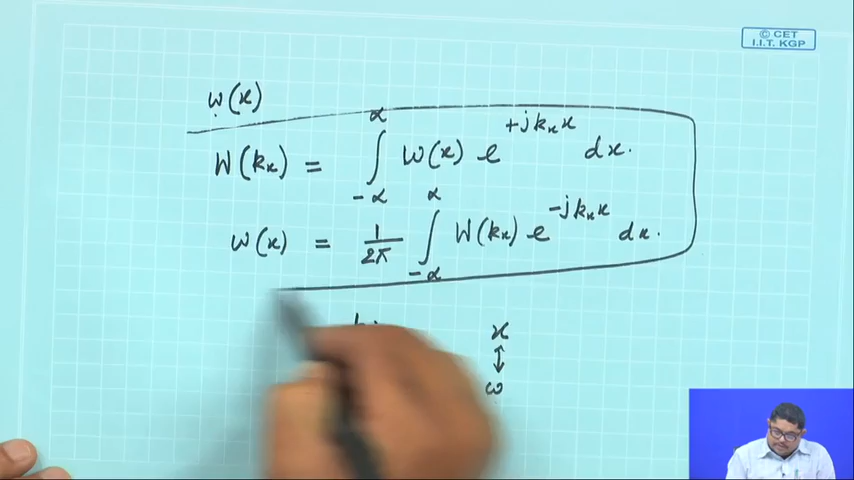 © CET
I.I.T. KGP
w(x)
W(kx) = ∫_{-α}^{α} w(x) e^{+jkxx} dx.
w(x) = 1/2π ∫_{-α}^{α} W(kx) e^{-jkxx} dx.
x
↕
ω